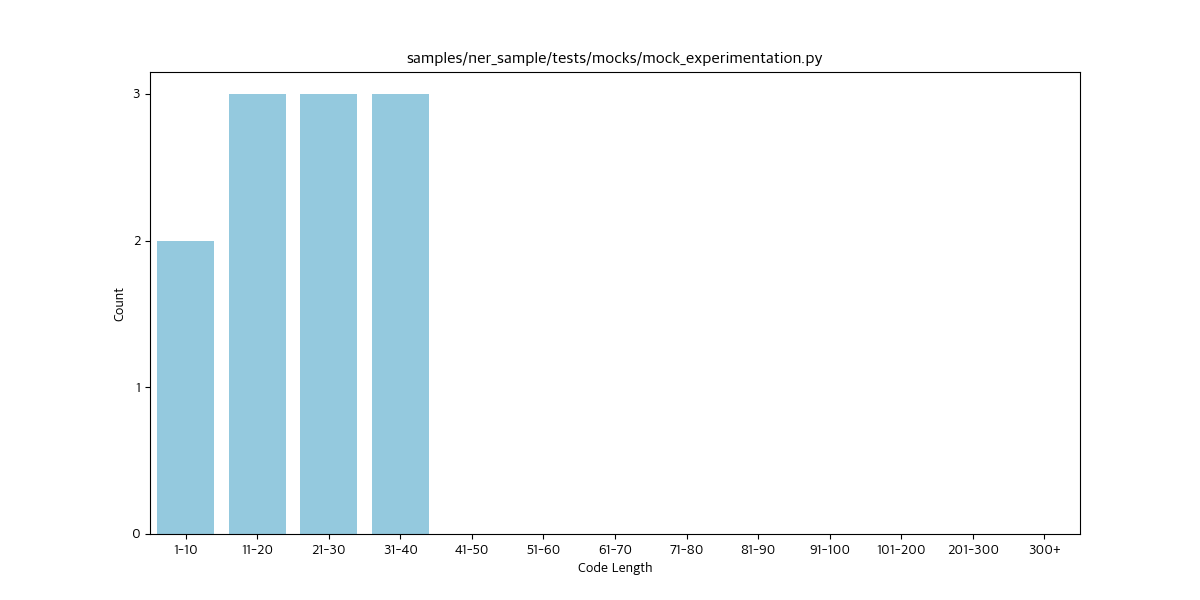 samples/ner_sample/tests/mocks/mock_experimentation.py
3
2
1
0
Count
1-10 11-20 21-30 31-40 41-50 51-60 61-70 71-80 81-90 91-100 101-200 201-300 300+
Code Length